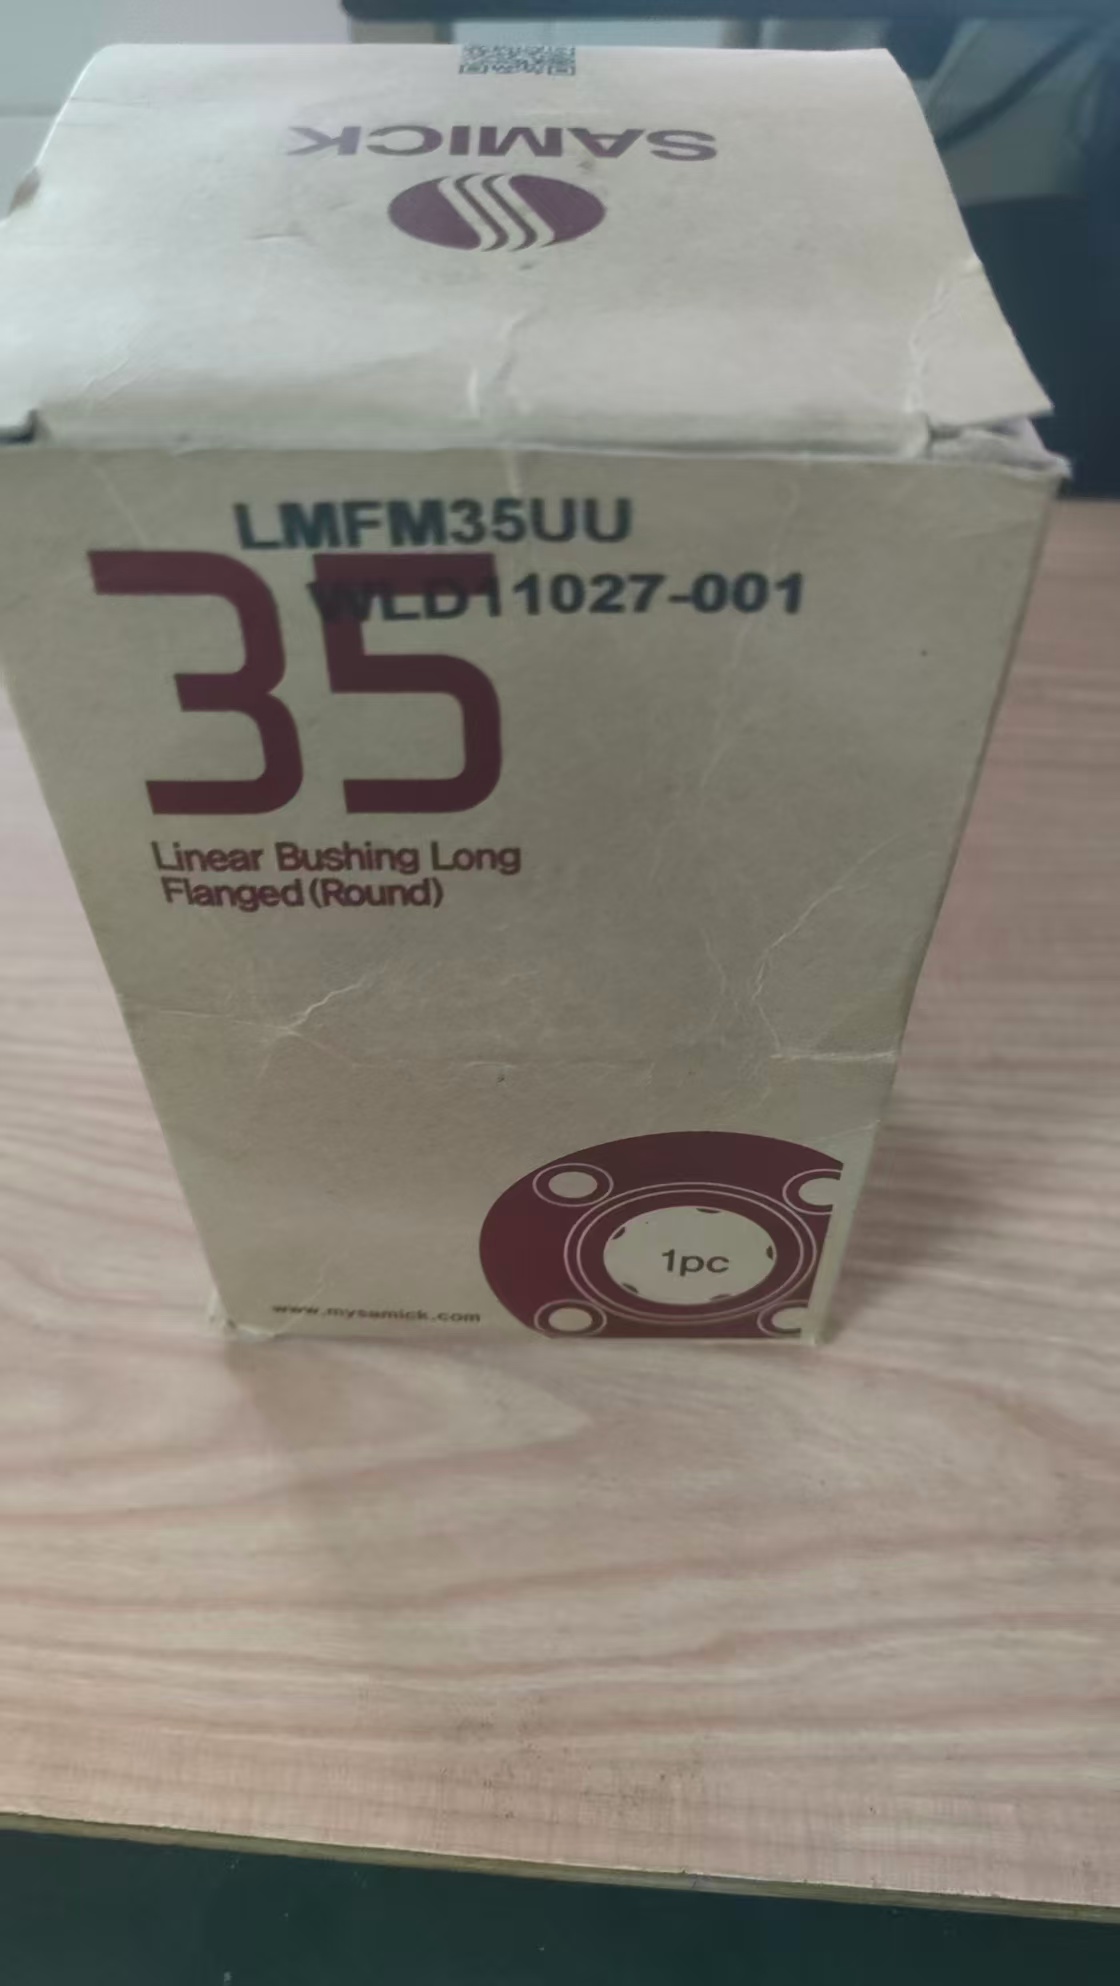 SAMICK
LMFM35UU
WLD11027-001
35
Linear Bushing Long
Flanged (Round)
1pc
www.mysamick.com